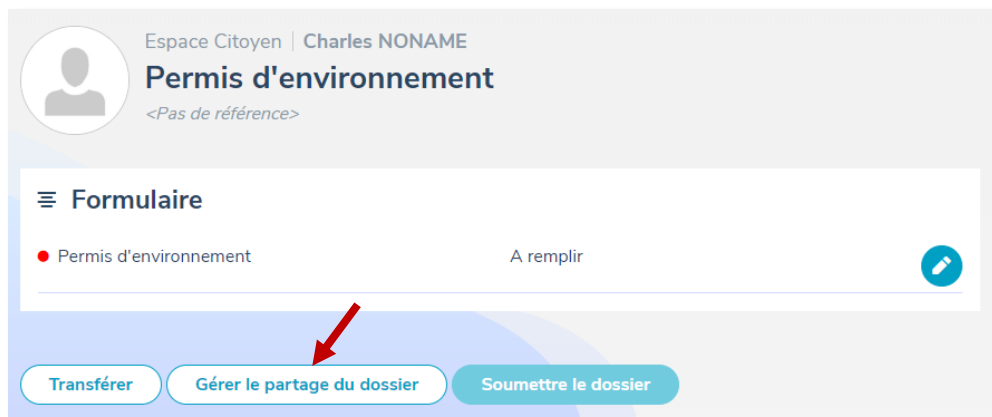 Espace Citoyen | Charles NONAME
Permis d'environnement
<Pas de référence>
Formulaire
Permis d'environnement A remplir
Transférer Gérer le partage du dossier Soumettre le dossier